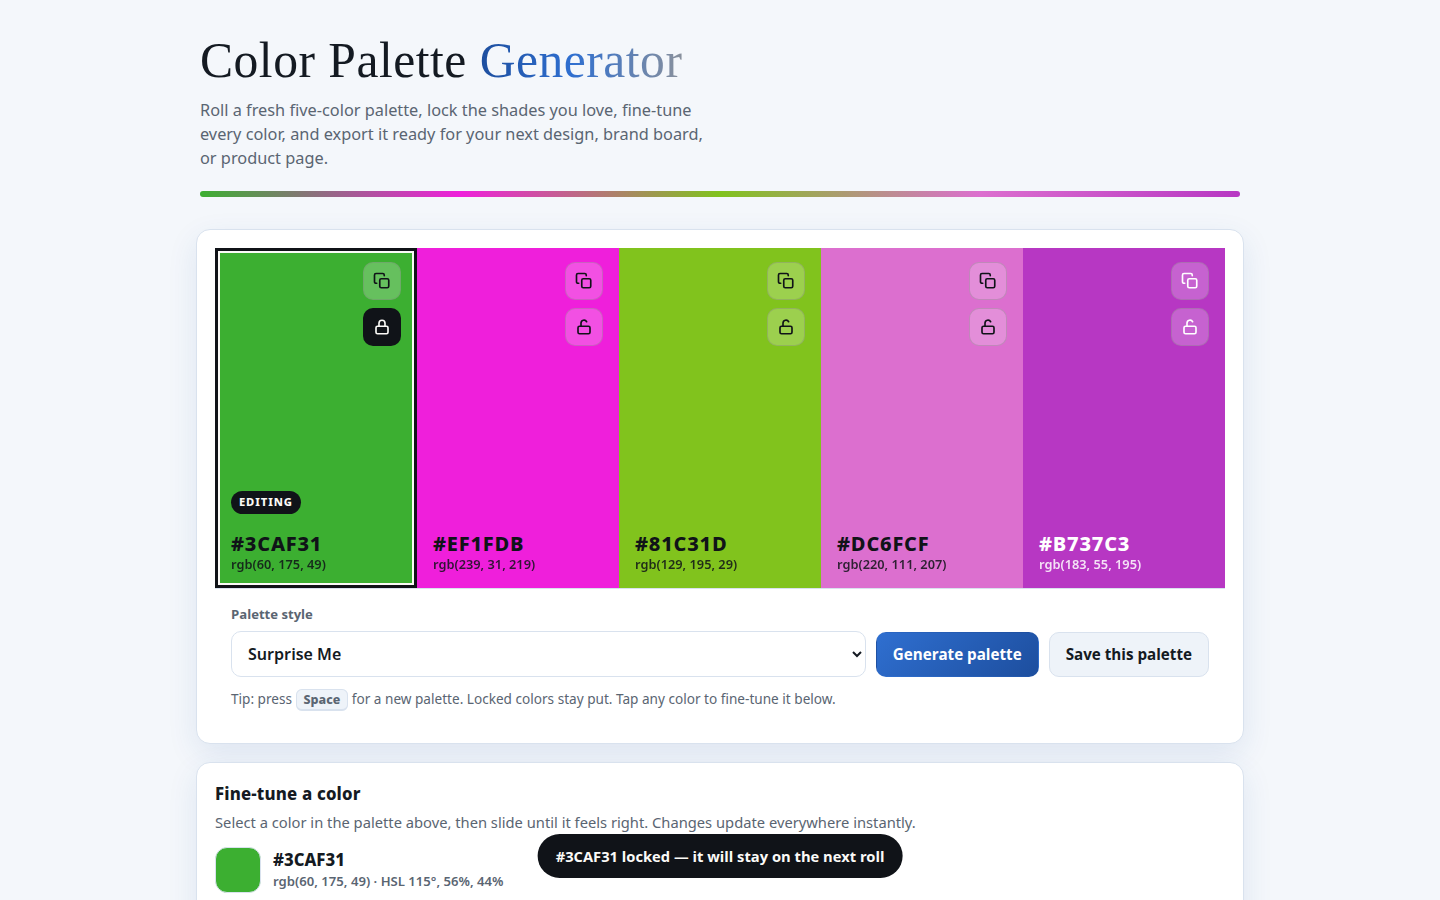 Color Palette Generator
Roll a fresh five-color palette, lock the shades you love, fine-tune
every color, and export it ready for your next design, brand board,
or product page.
EDITING
#3CAF31
rgb(60, 175, 49)
#EF1FDB
rgb(239, 31, 219)
#81C31D
rgb(129, 195, 29)
#DC6FCF
rgb(220, 111, 207)
#B737C3
rgb(183, 55, 195)
Palette style
Surprise Me
Generate palette
Save this palette
Tip: press Space for a new palette. Locked colors stay put. Tap any color to fine-tune it below.
Fine-tune a color
Select a color in the palette above, then slide until it feels right. Changes update everywhere instantly.
#3CAF31
rgb(60, 175, 49) · HSL 115°, 56%, 44%
#3CAF31 locked — it will stay on the next roll